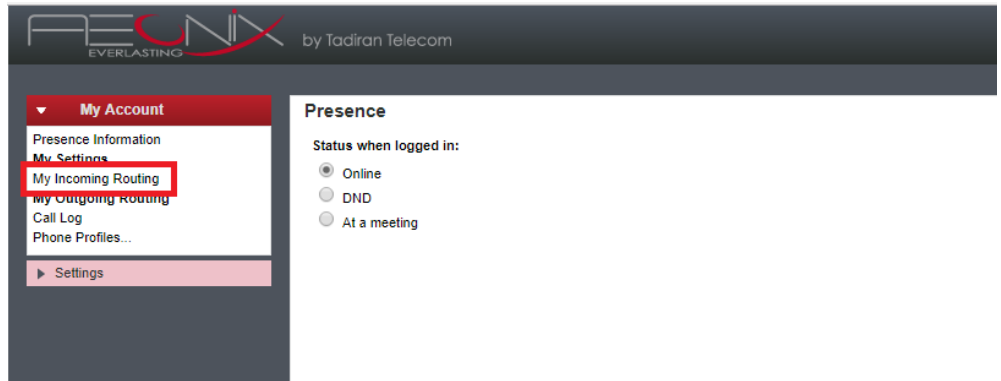 AEONIX
EVERLASTING
by Tadiran Telecom
My Account
Presence Information
My Settings
My Incoming Routing
My Outgoing Routing
Call Log
Phone Profiles...
Settings
Presence
Status when logged in:
Online
DND
At a meeting